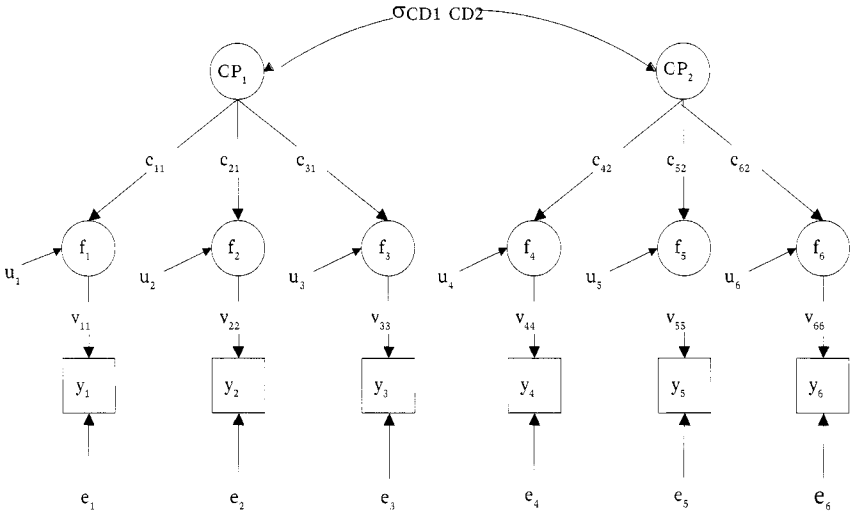 σCD1 CD2
CP₁ CP₂
c₁₁ c₂₁ c₃₁ c₄₂ c₅₂ c₆₂
f₁ f₂ f₃ f₄ f₅ f₆
u₁ u₂ u₃ u₄ u₅ u₆
v₁₁ v₂₂ v₃₃ v₄₄ v₅₅ v₆₆
y₁ y₂ y₃ y₄ y₅ y₆
e₁ e₂ e₃ e₄ e₅ e₆